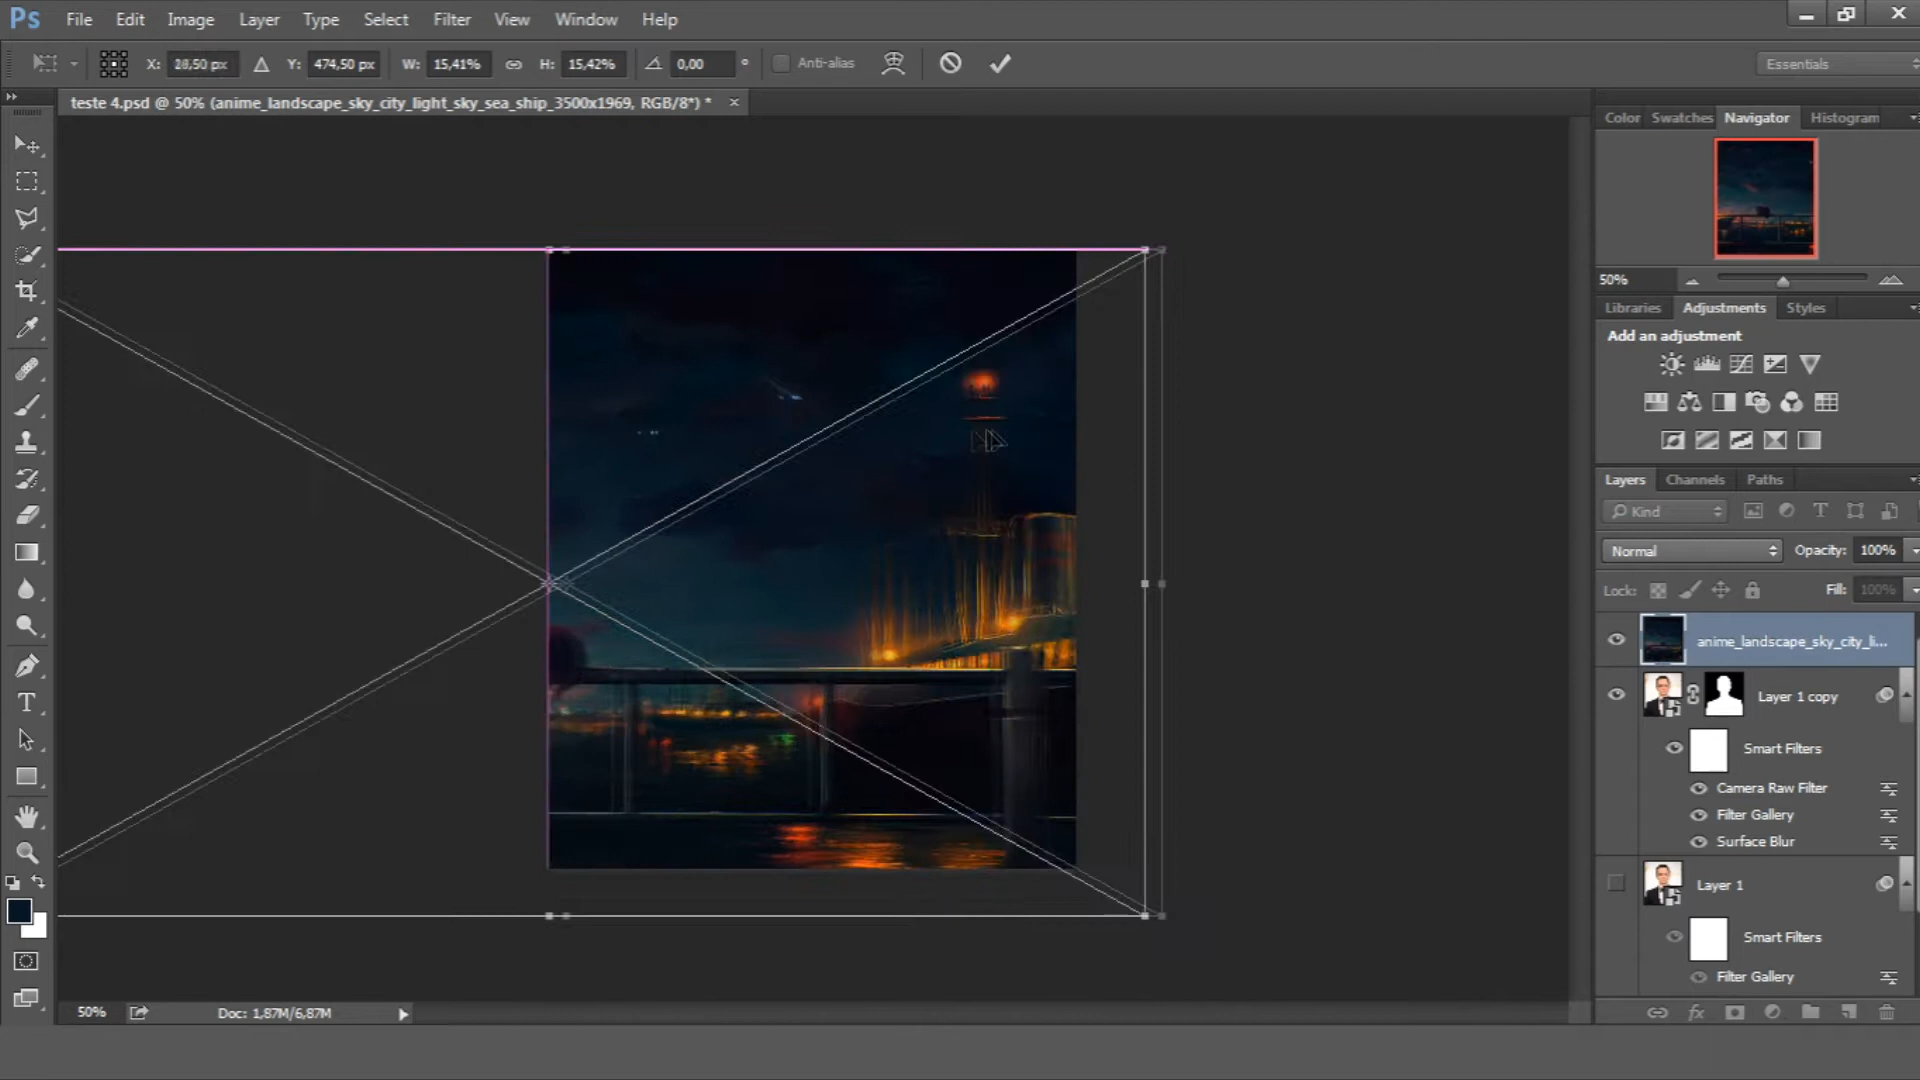 Ps File Edit Image Layer Type Select Filter View Window Help
X: 28,50 px Y: 474,50 px W: 15,41% H: 15,42% 0,00 ° Anti-alias Essentials
teste 4.psd @ 50% (anime_landscape_sky_city_light_sky_sea_ship_3500x1969, RGB/8*) * ×
Color Swatches Navigator Histogram
50%
Libraries Adjustments Styles
Add an adjustment
Layers Channels Paths
Kind
Normal Opacity: 100%
Lock: Fill: 100%
anime_landscape_sky_city_li...
Layer 1 copy
Smart Filters
Camera Raw Filter
Filter Gallery
Surface Blur
Layer 1
Smart Filters
Filter Gallery
50% Doc: 1,87M/6,87M